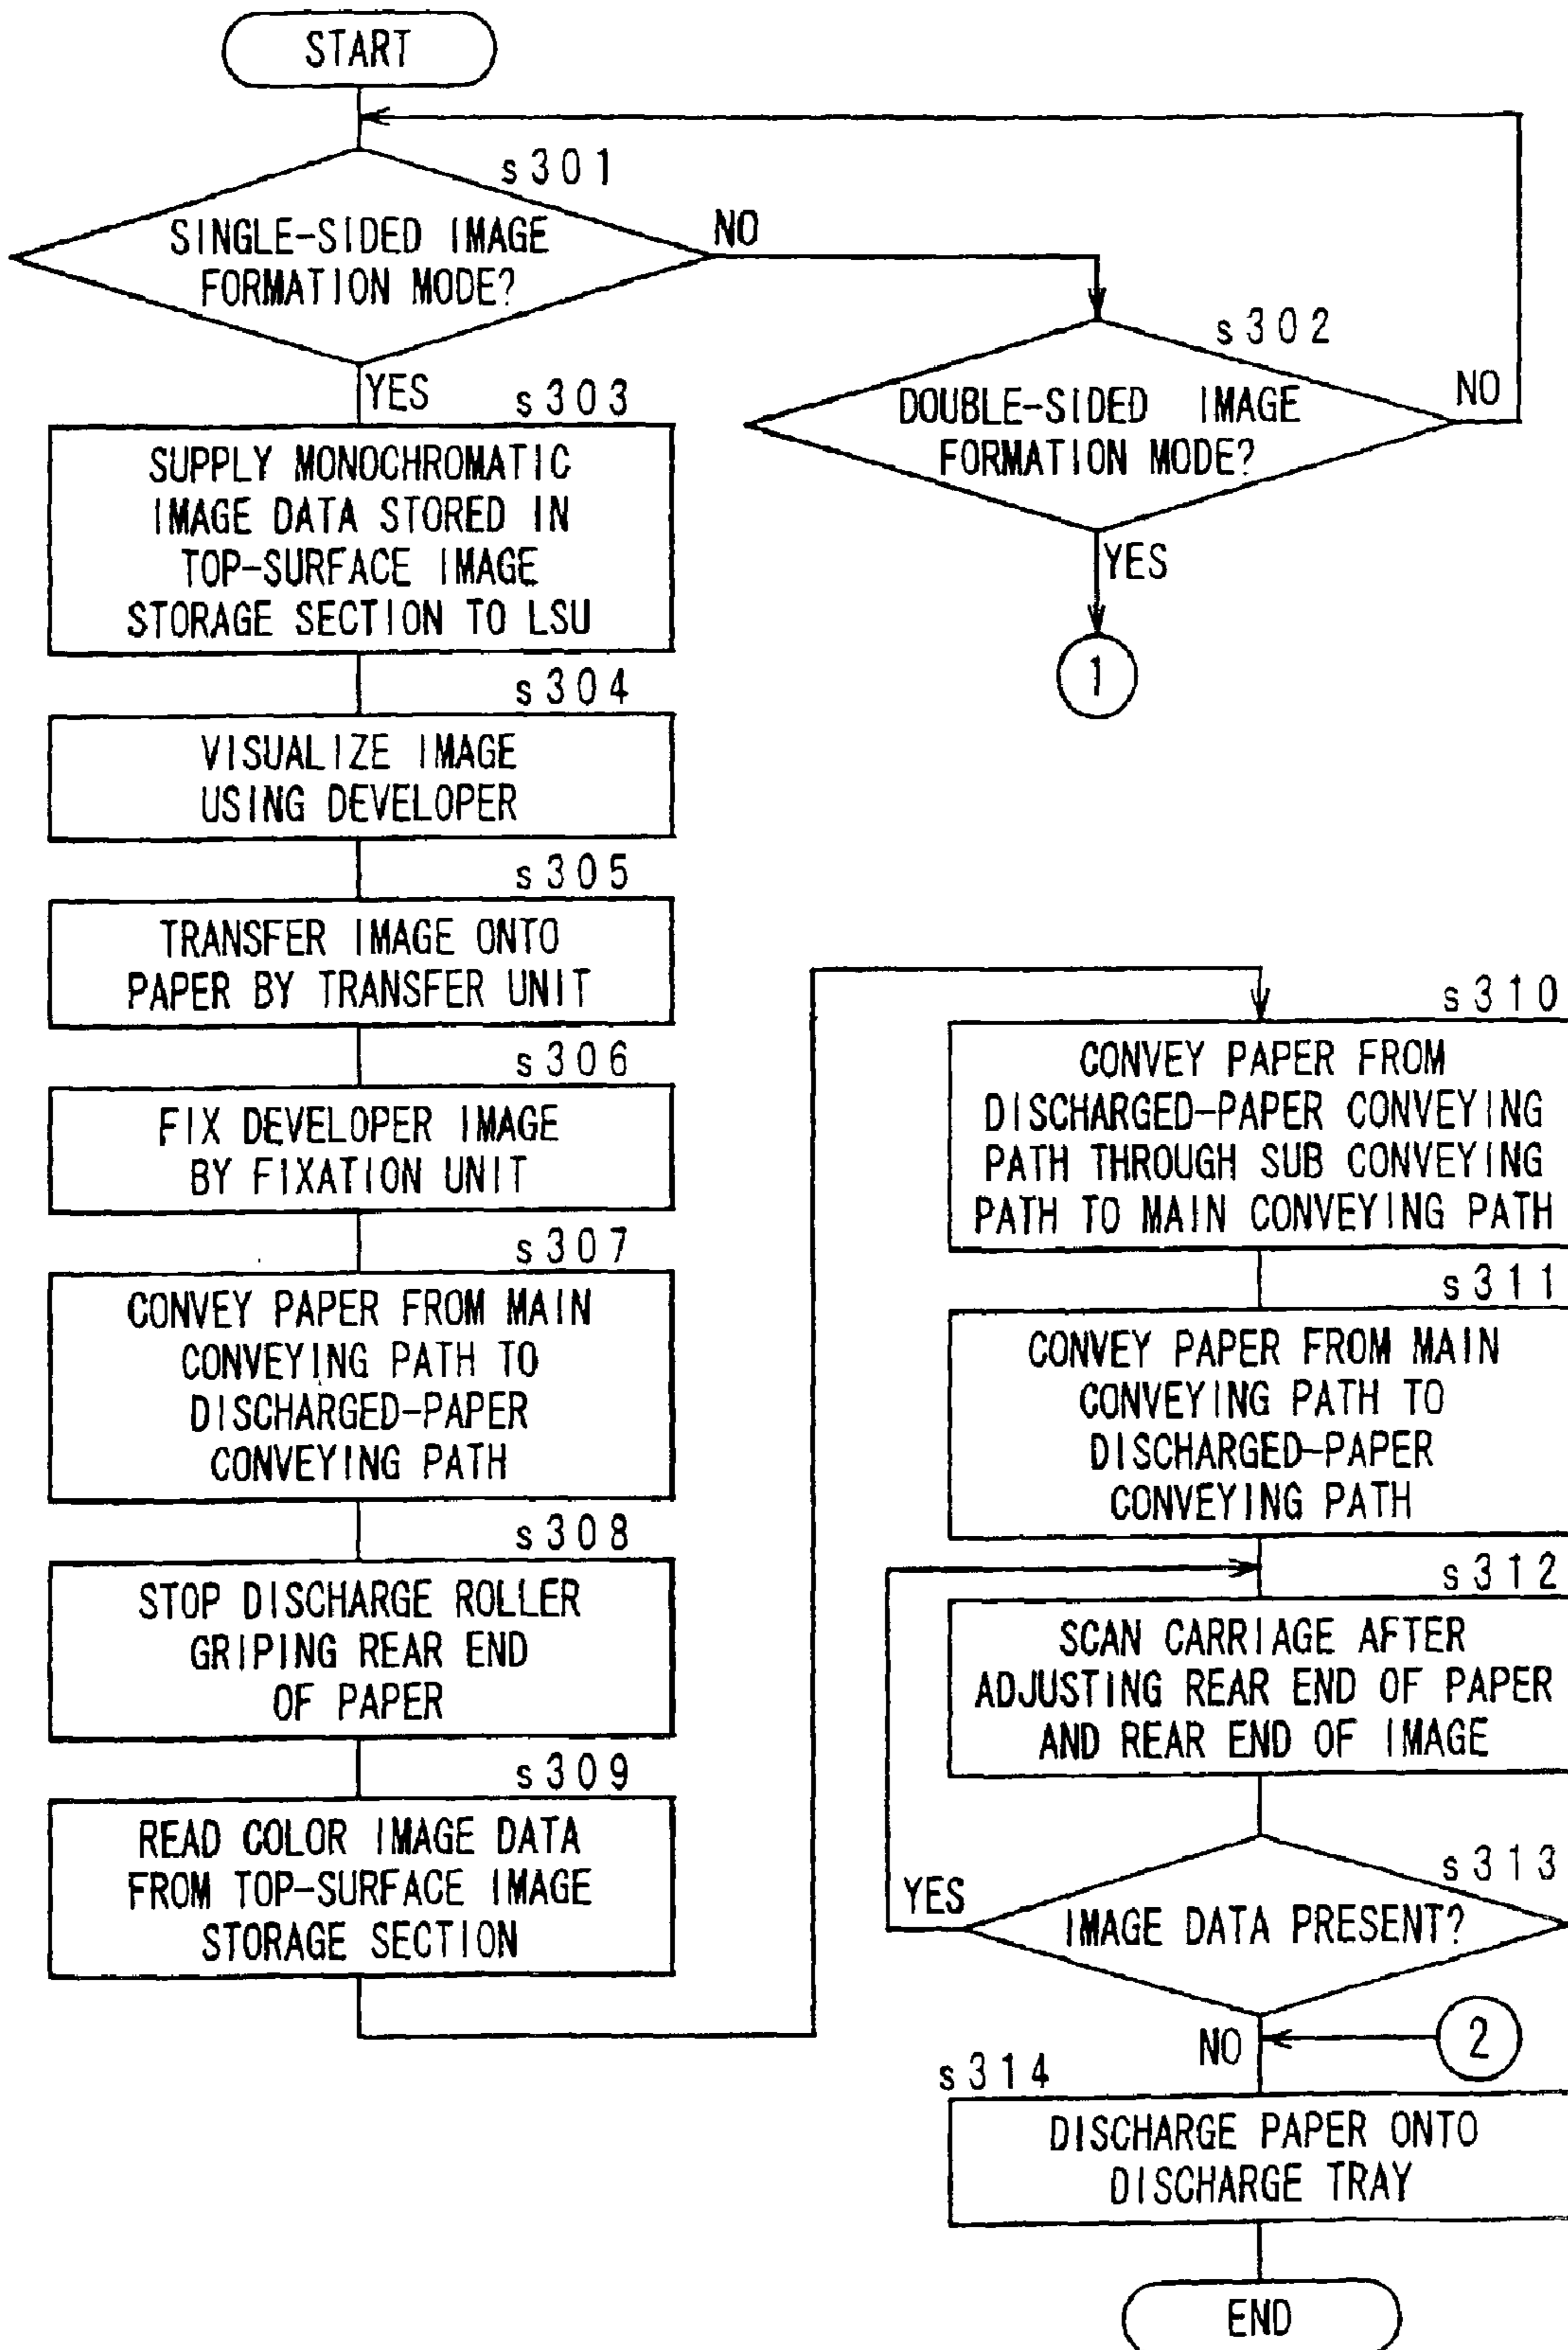 START
s301
SINGLE-SIDED IMAGE
FORMATION MODE?
NO
YES
s302
DOUBLE-SIDED IMAGE
FORMATION MODE?
NO
YES
1
s303
SUPPLY MONOCHROMATIC
IMAGE DATA STORED IN
TOP-SURFACE IMAGE
STORAGE SECTION TO LSU
s304
VISUALIZE IMAGE
USING DEVELOPER
s305
TRANSFER IMAGE ONTO
PAPER BY TRANSFER UNIT
s306
FIX DEVELOPER IMAGE
BY FIXATION UNIT
s307
CONVEY PAPER FROM MAIN
CONVEYING PATH TO
DISCHARGED-PAPER
CONVEYING PATH
s308
STOP DISCHARGE ROLLER
GRIPING REAR END
OF PAPER
s309
READ COLOR IMAGE DATA
FROM TOP-SURFACE IMAGE
STORAGE SECTION
s310
CONVEY PAPER FROM
DISCHARGED-PAPER CONVEYING
PATH THROUGH SUB CONVEYING
PATH TO MAIN CONVEYING PATH
s311
CONVEY PAPER FROM MAIN
CONVEYING PATH TO
DISCHARGED-PAPER
CONVEYING PATH
s312
SCAN CARRIAGE AFTER
ADJUSTING REAR END OF PAPER
AND REAR END OF IMAGE
s313
YES
IMAGE DATA PRESENT?
NO
2
s314
DISCHARGE PAPER ONTO
DISCHARGE TRAY
END